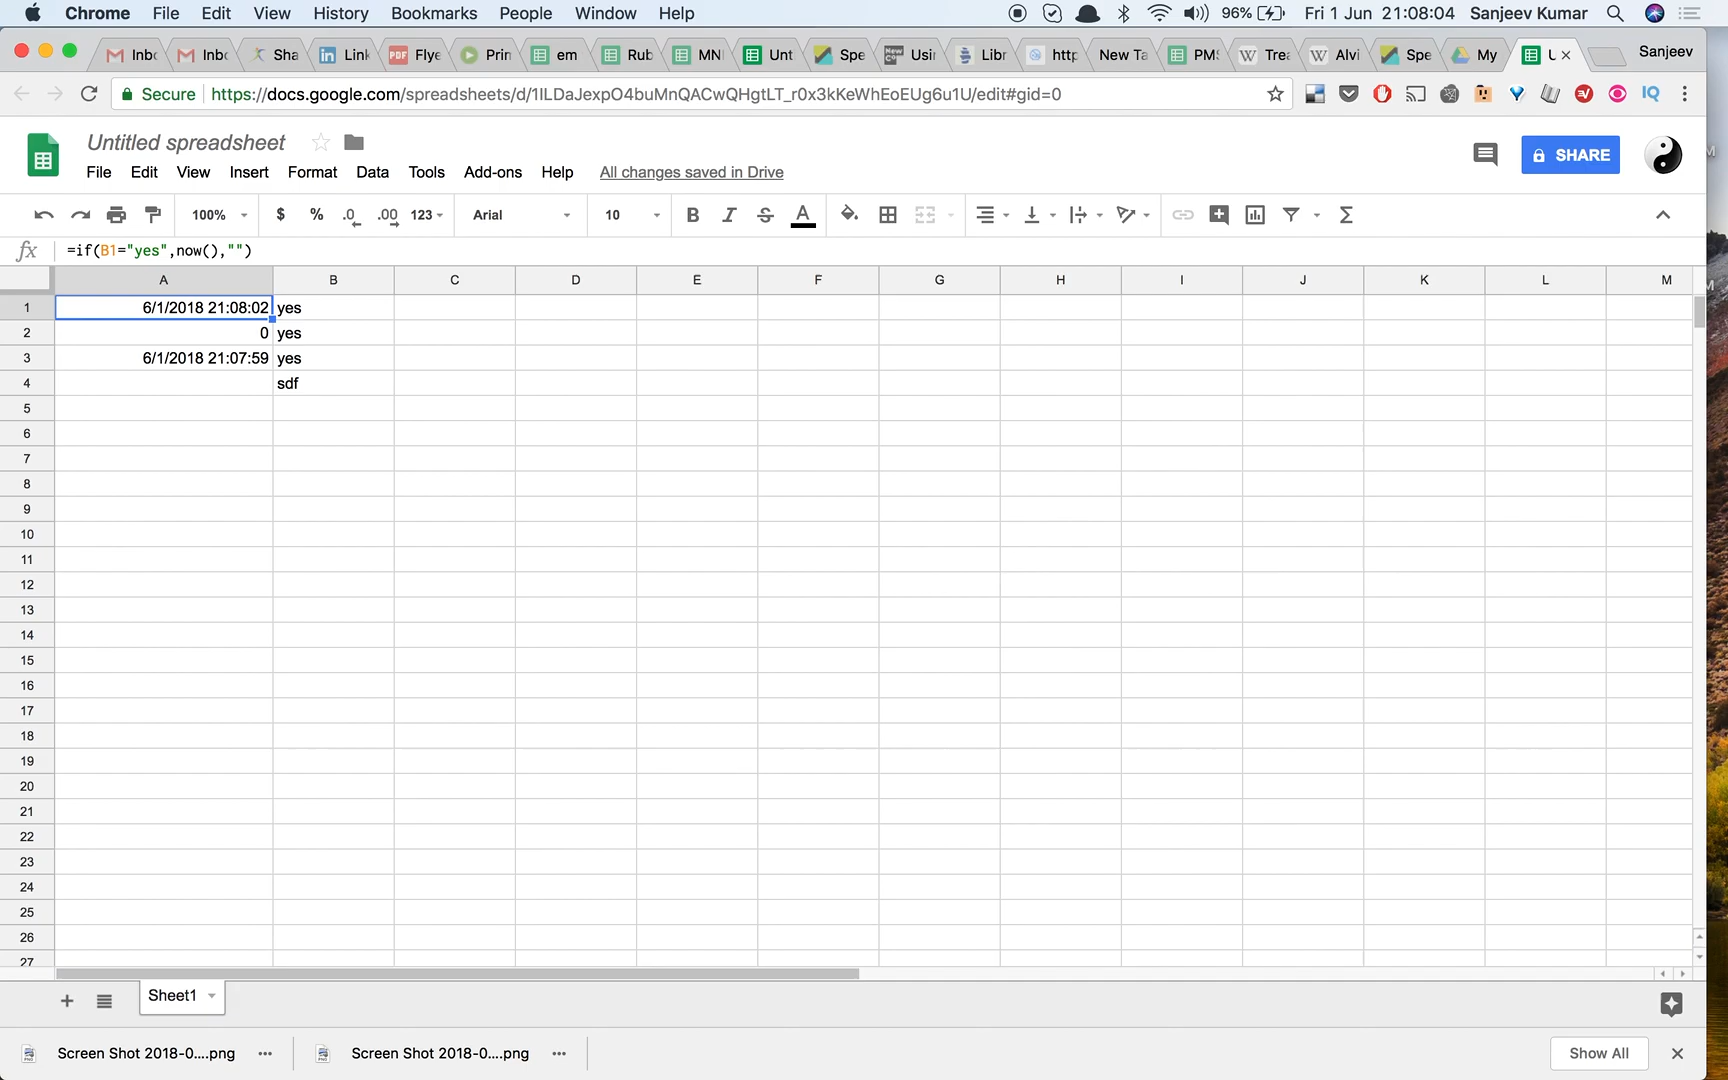 Chrome File Edit View History Bookmarks People Window Help 96% Fri 1 Jun 21:08:04 Sanjeev Kumar
Inbo Inbo Sha Link Flye Prin em Rub MNI Unt Spe Usin Libr http New Ta PMS Trea Alvi Spe My U Sanjeev
Secure https://docs.google.com/spreadsheets/d/1ILDaJexpO4buMnQACwQHgtLT_r0x3kKeWhEoEUg6u1U/edit#gid=0
Untitled spreadsheet
SHARE
File Edit View Insert Format Data Tools Add-ons Help All changes saved in Drive
100% $ % .0 .00 123 Arial 10 B I S A Σ
fx =if(B1="yes",now(),"")
A B C D E F G H I J K L M
1 6/1/2018 21:08:02 yes
2 0 yes
3 6/1/2018 21:07:59 yes
4 sdf
5
6
7
8
9
10
11
12
13
14
15
16
17
18
19
20
21
22
23
24
25
26
27
Sheet1
Screen Shot 2018-0....png Screen Shot 2018-0....png Show All